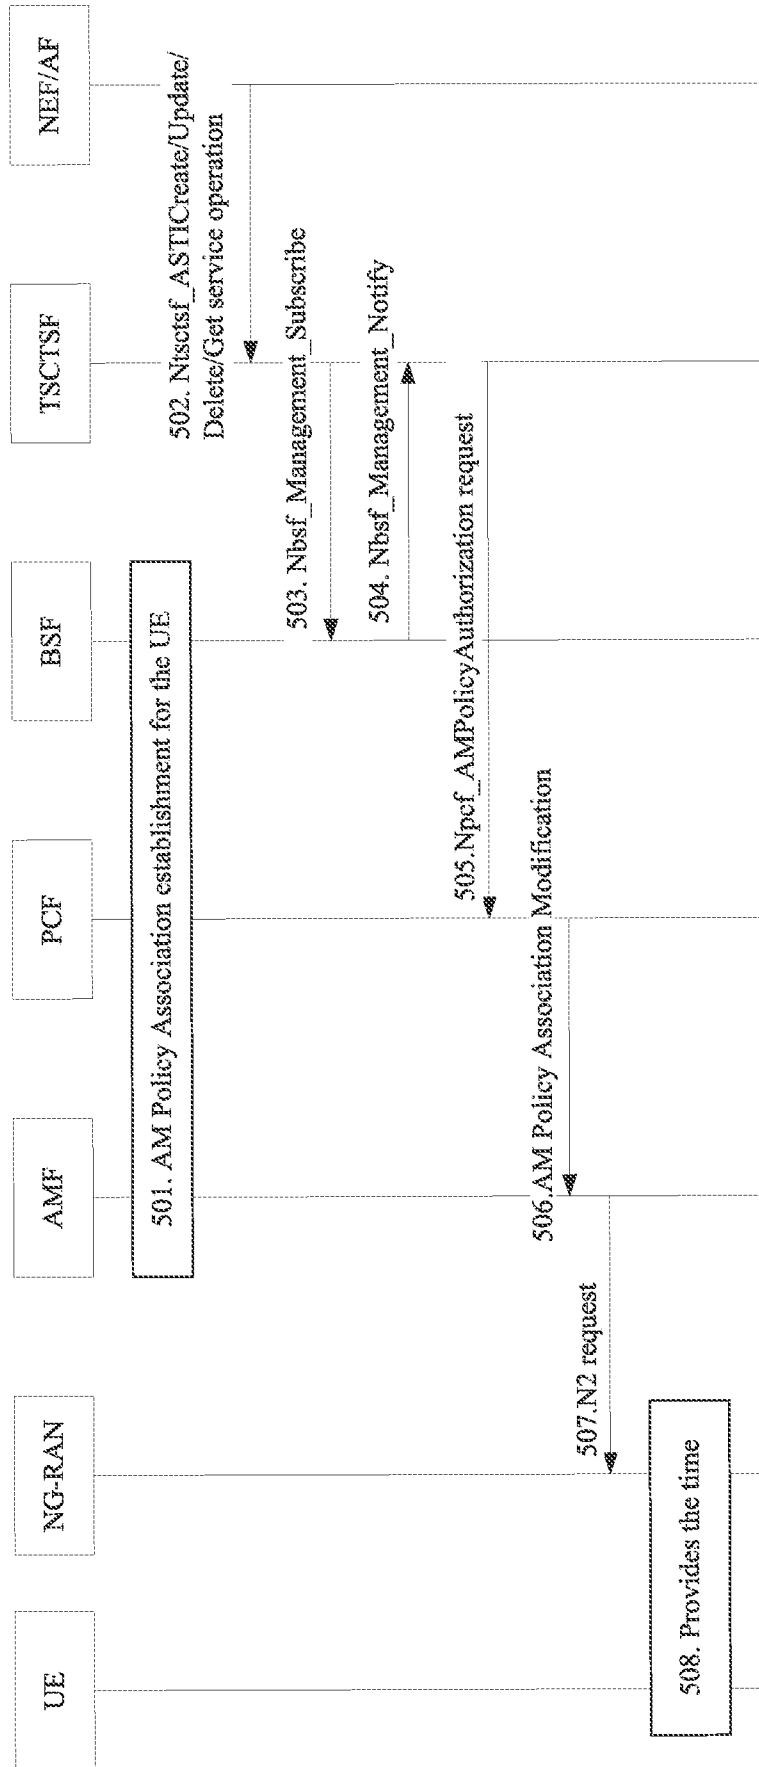 UE
NG-RAN
AMF
PCF
BSF
TSCTSF
NEF/AF
501. AM Policy Association establishment for the UE
502. Ntsctsf_ASTICreate/Update/
Delete/Get service operation
503. Nbsf_Management_Subscribe
504. Nbsf_Management_Notify
505.Npcf_AMPolicyAuthorization request
506.AM Policy Association Modification
507.N2 request
508. Provides the time